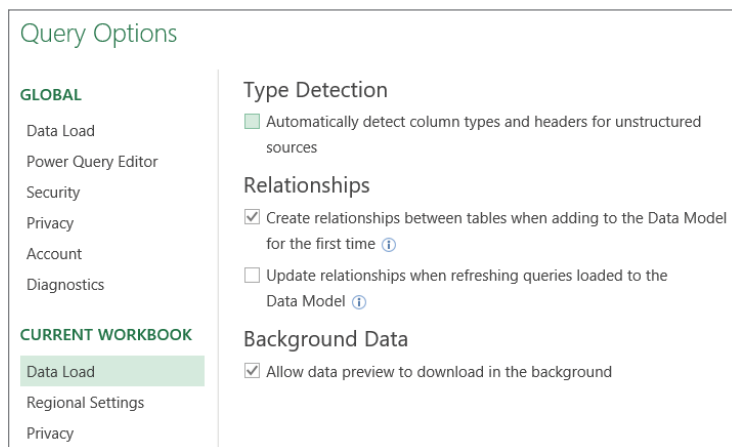 Query Options
GLOBAL
Data Load
Power Query Editor
Security
Privacy
Account
Diagnostics
CURRENT WORKBOOK
Data Load
Regional Settings
Privacy
Type Detection
Automatically detect column types and headers for unstructured
sources
Relationships
Create relationships between tables when adding to the Data Model
for the first time
Update relationships when refreshing queries loaded to the
Data Model
Background Data
Allow data preview to download in the background